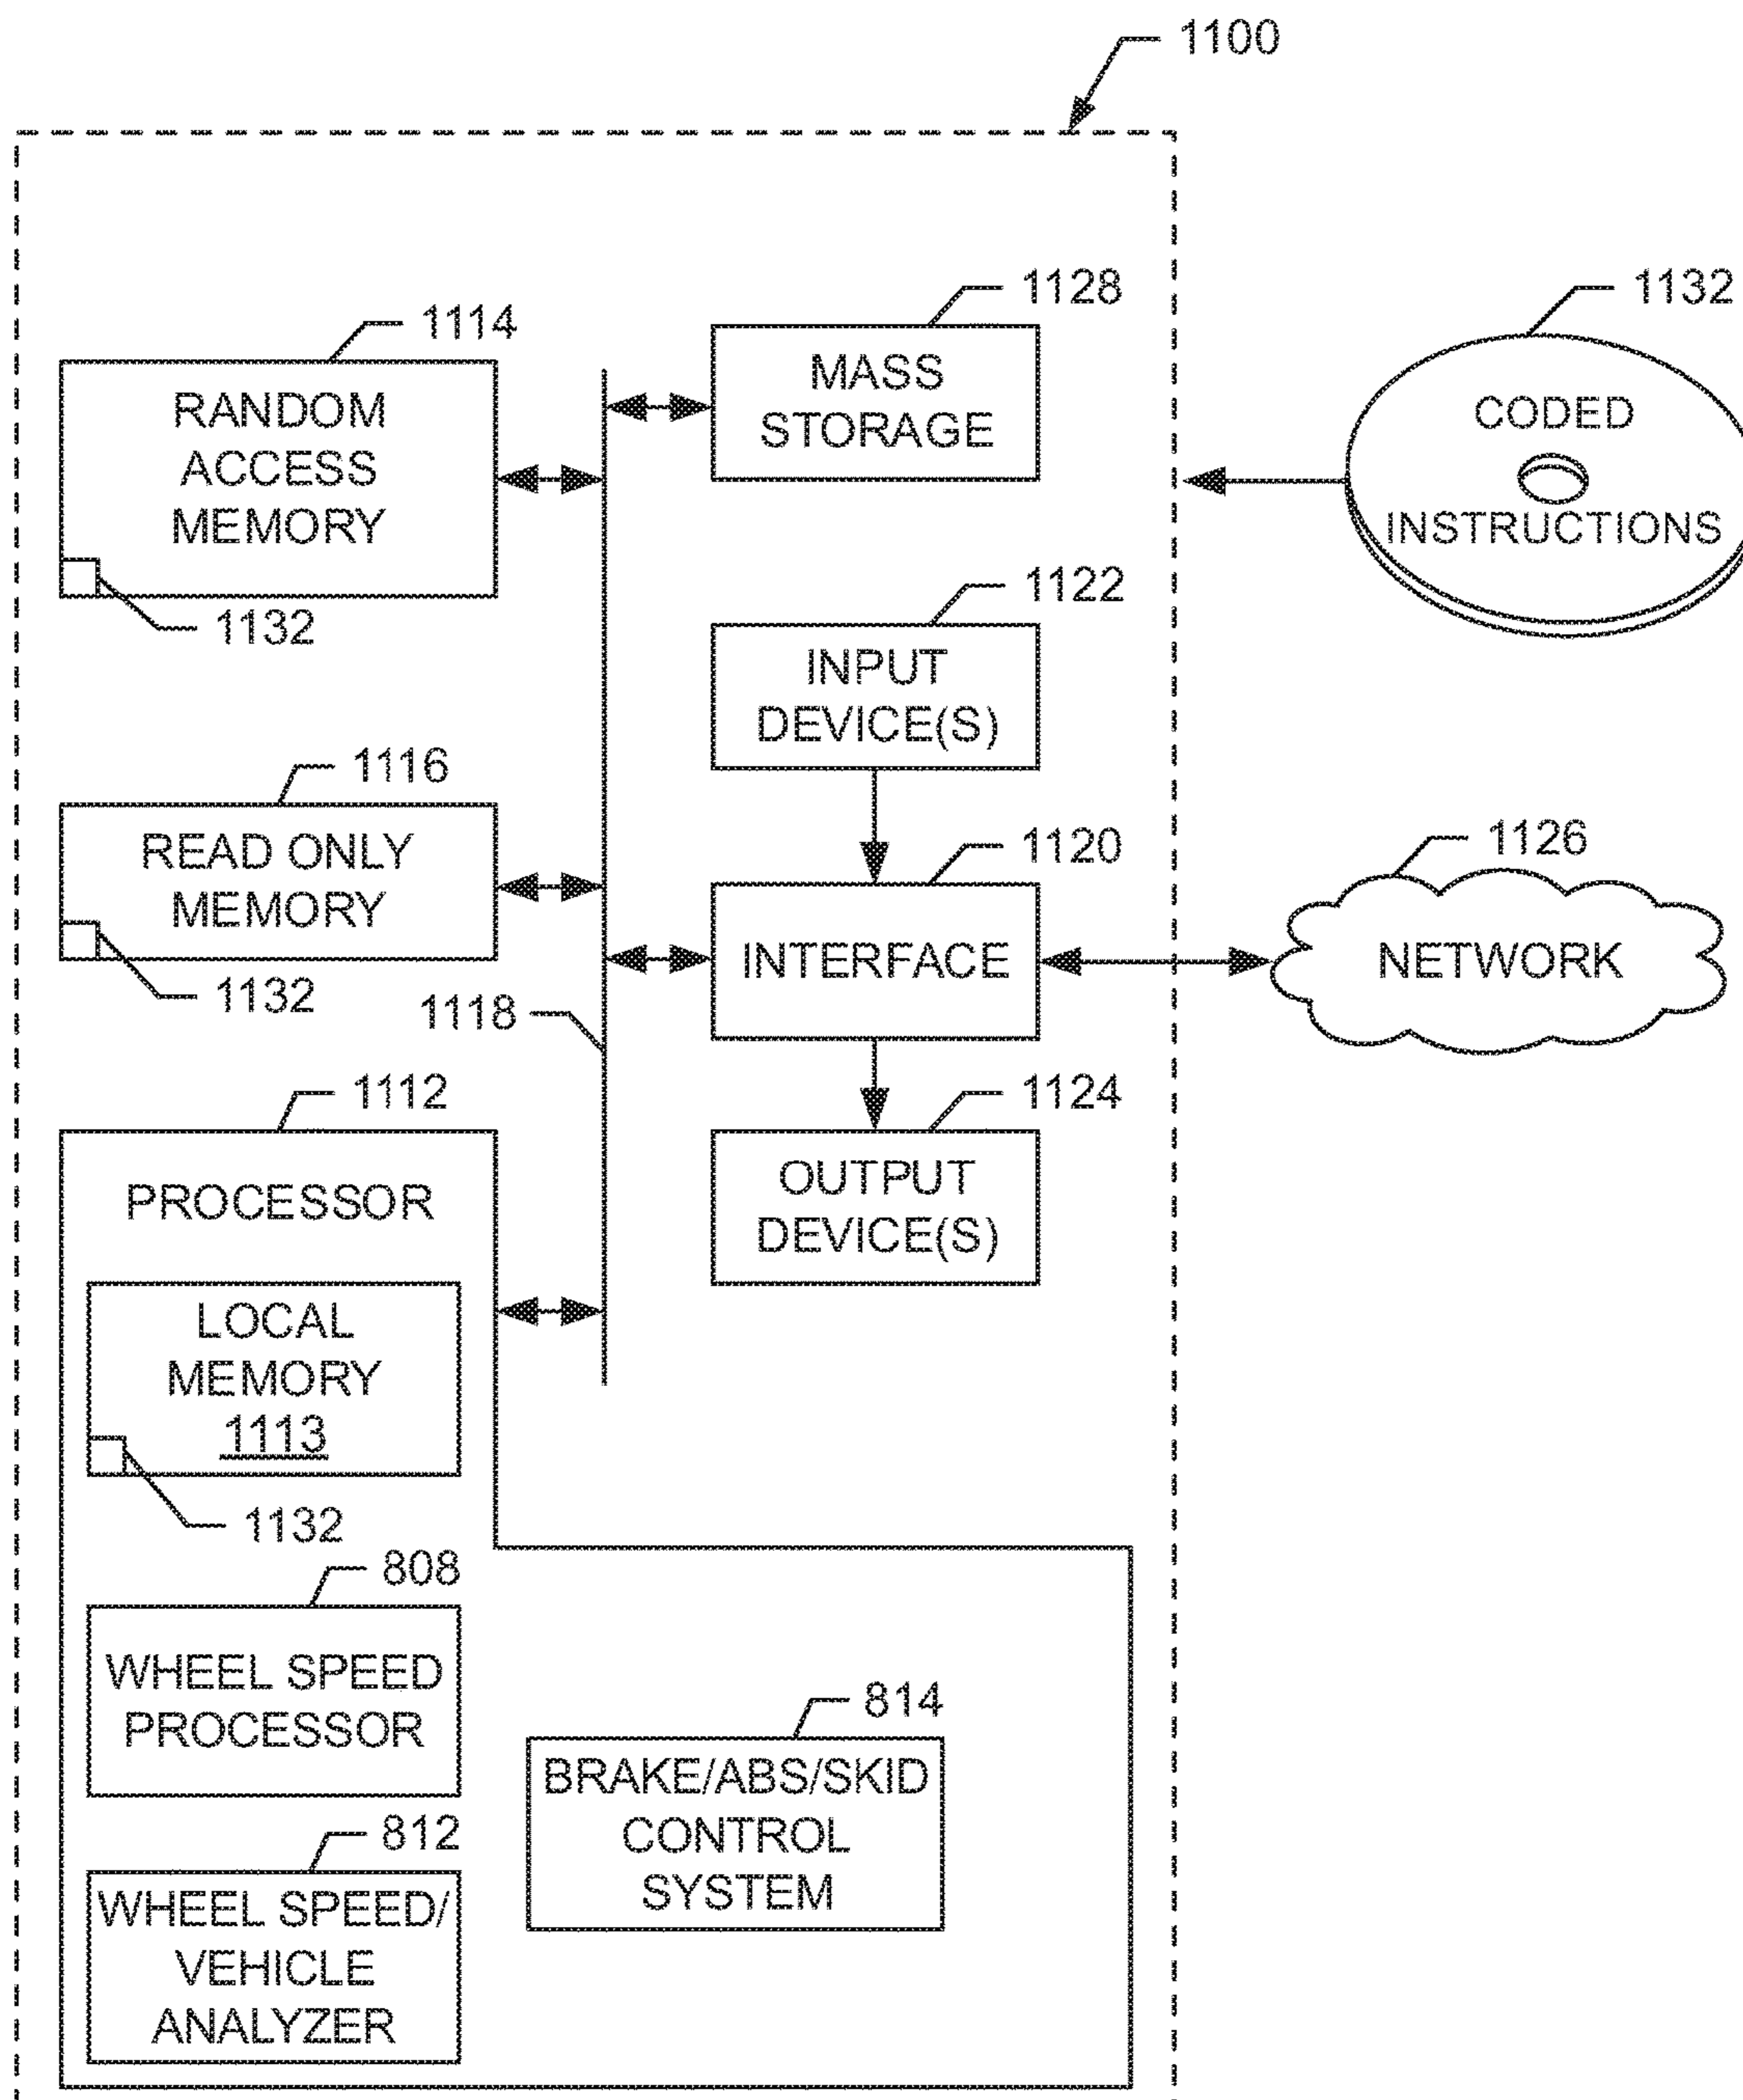 1100
1114
RANDOM
ACCESS
MEMORY
1132
1128
MASS
STORAGE
1132
CODED
INSTRUCTIONS
1122
INPUT
DEVICE(S)
1116
READ ONLY
MEMORY
1132
1118
1120
INTERFACE
1126
NETWORK
1112
PROCESSOR
1124
OUTPUT
DEVICE(S)
LOCAL
MEMORY
1113
1132
808
WHEEL SPEED
PROCESSOR
814
BRAKE/ABS/SKID
CONTROL
SYSTEM
812
WHEEL SPEED/
VEHICLE
ANALYZER